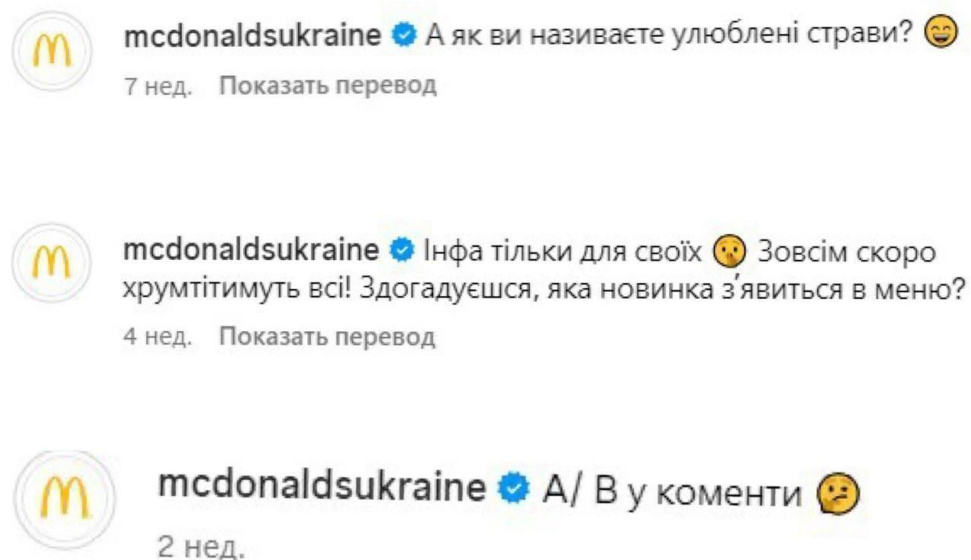 mcdonaldsukraine А як ви називаєте улюблені страви? 😄
7 нед. Показать перевод
mcdonaldsukraine Інфа тільки для своїх 🤫 Зовсім скоро
хрумтітимуть всі! Здогадуєшся, яка новинка з'явиться в меню?
4 нед. Показать перевод
mcdonaldsukraine А/ В у коменти 🤔
2 нед.